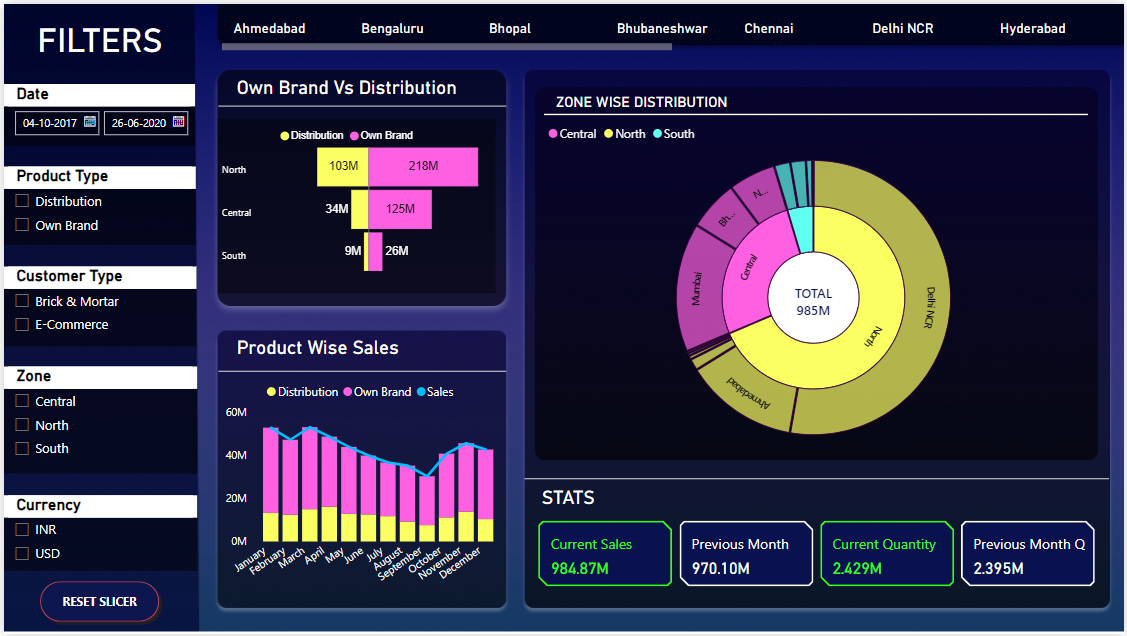 FILTERS
Date
04-10-2017 26-06-2020
Product Type
Distribution
Own Brand
Customer Type
Brick & Mortar
E-Commerce
Zone
Central
North
South
Currency
INR
USD
RESET SLICER
Ahmedabad Bengaluru Bhopal Bhubaneshwar Chennai Delhi NCR Hyderabad
Own Brand Vs Distribution
Distribution Own Brand
North 103M 218M
Central 34M 125M
South 9M 26M
Product Wise Sales
Distribution Own Brand Sales
60M
40M
20M
0M
January February March April May June July August September October November December
ZONE WISE DISTRIBUTION
Central North South
N...
Bh...
Central
Mumbai
Delhi NCR
TOTAL
985M
North
Ahmedabad
STATS
Current Sales Previous Month Current Quantity Previous Month Q
984.87M 970.10M 2.429M 2.395M